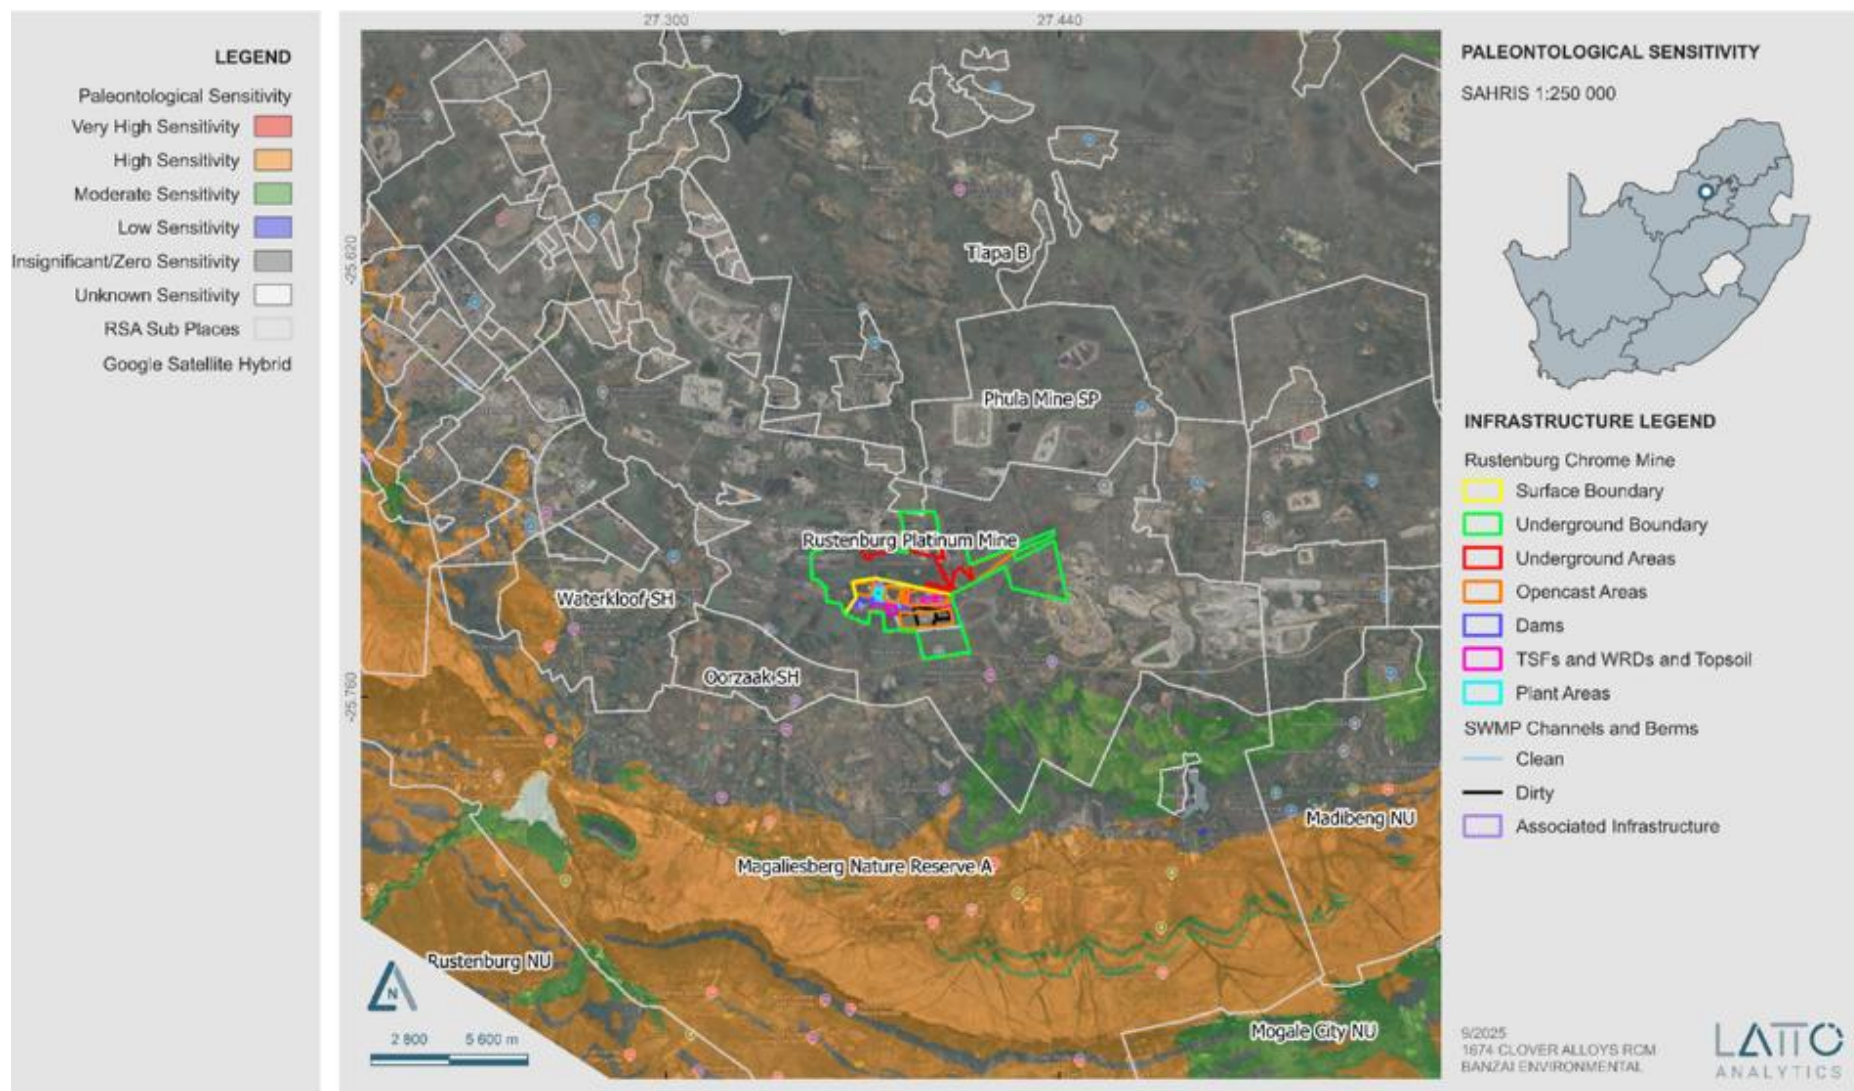 LEGEND
Paleontological Sensitivity
Very High Sensitivity
High Sensitivity
Moderate Sensitivity
Low Sensitivity
Insignificant/Zero Sensitivity
Unknown Sensitivity
RSA Sub Places
Google Satellite Hybrid
27.300
27.440
-25.620
-25.760
Tlapa B
Phula Mine SP
Rustenburg Platinum Mine
Waterkloof SH
Oorzaak SH
Madibeng NU
Magaliesberg Nature Reserve A
Rustenburg NU
Mogale City NU
N
2 800
5 600 m
PALEONTOLOGICAL SENSITIVITY
SAHRIS 1:250 000
INFRASTRUCTURE LEGEND
Rustenburg Chrome Mine
Surface Boundary
Underground Boundary
Underground Areas
Opencast Areas
Dams
TSFs and WRDs and Topsoil
Plant Areas
SWMP Channels and Berms
Clean
Dirty
Associated Infrastructure
9/2025
1674 CLOVER ALLOYS RCM
BANZAI ENVIRONMENTAL
ANALYTICS